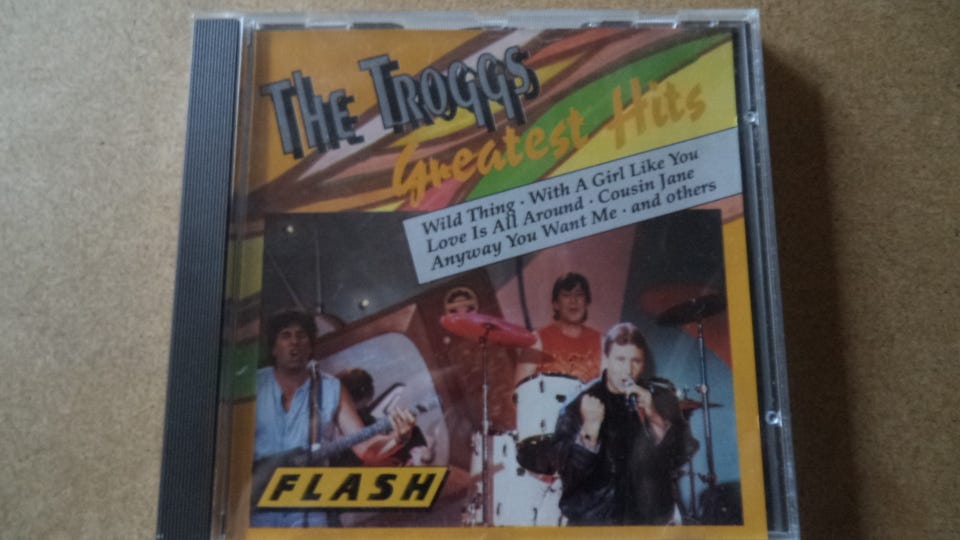 THE TROGGS
Greatest Hits
Wild Thing · With A Girl Like You
Love Is All Around · Cousin Jane
Anyway You Want Me · and others
FLASH